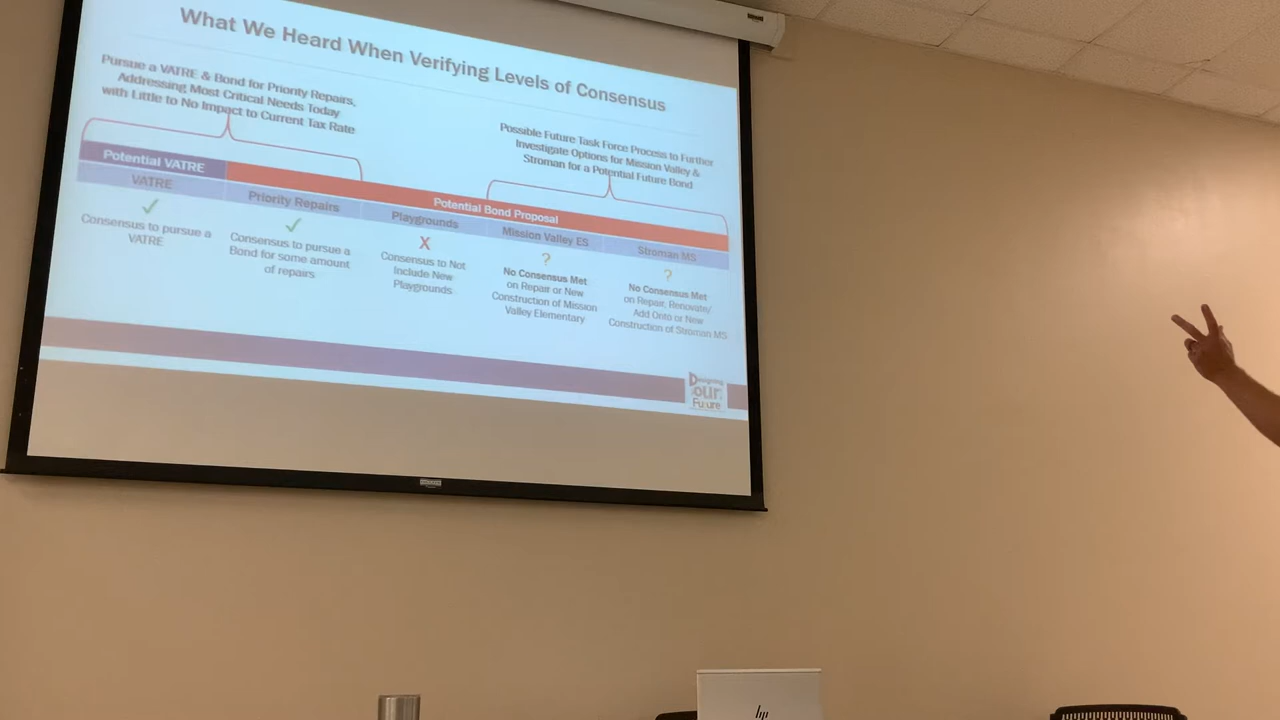 What We Heard When Verifying Levels of Consensus
Pursue a VATRE & Bond for Priority Repairs,
Addressing Most Critical Needs Today
with Little to No Impact to Current Tax Rate
Possible Future Task Force Process to Further
Investigate Options for Mission Valley &
Stroman for a Potential Future Bond
Potential VATRE
Potential Bond Proposal
VATRE
Priority Repairs
Playgrounds
Mission Valley ES
Stroman MS
✓
Consensus to pursue a
VATRE
✓
Consensus to pursue a
Bond for some amount
of repairs
X
Consensus to Not
Include New
Playgrounds
?
No Consensus Met
on Repair or New
Construction of Mission
Valley Elementary
?
No Consensus Met
on Repair, Renovate/
Add Onto or New
Construction of Stroman MS
Designing
our
Future
hp